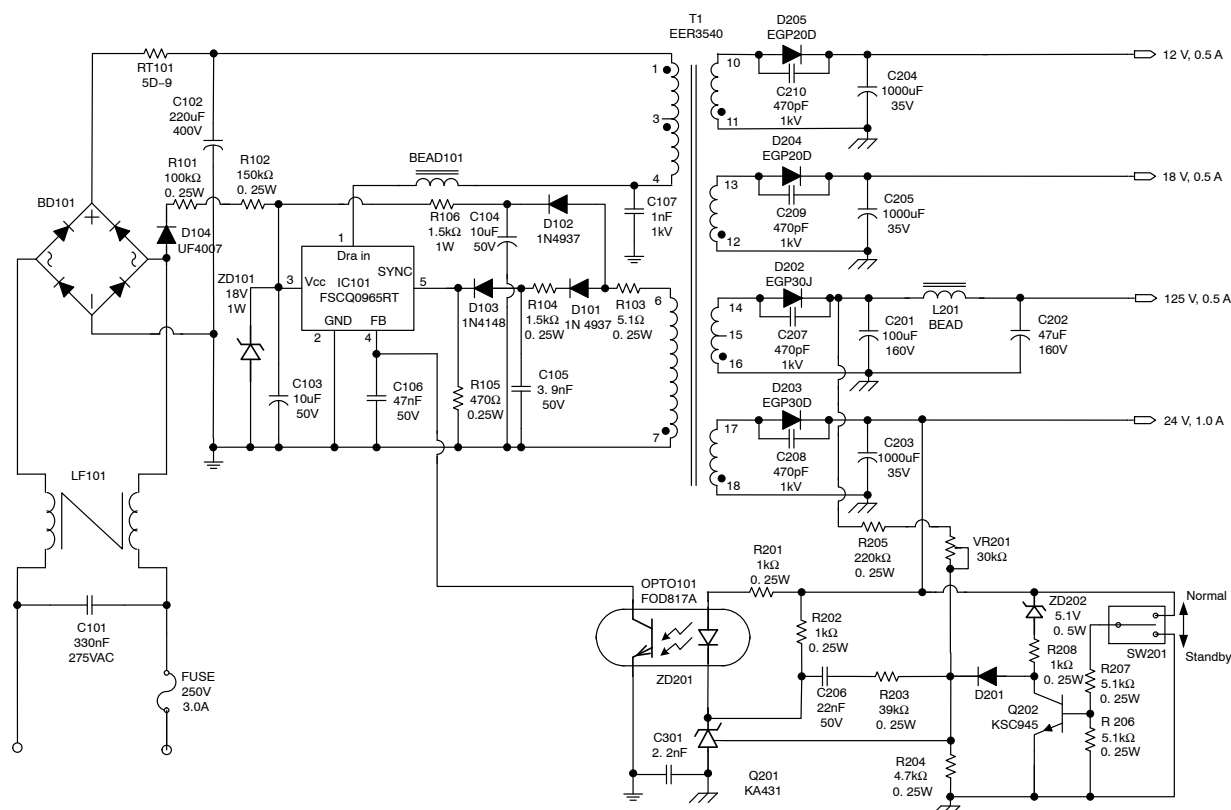 T1
EER3540
RT101
5D-9
C102
220uF
400V
R101
100kΩ
0. 25W
R102
150kΩ
0. 25W
BD101
D104
UF4007
BEAD101
1
3
4
C107
1nF
1kV
R106
1.5kΩ
1W
C104
10uF
50V
D102
1N4937
ZD101
18V
1W
1
Dra in
3
Vcc
IC101
FSCQ0965RT
SYNC
5
GND
2
FB
4
D103
1N4148
R104
1.5kΩ
0. 25W
D101
1N 4937
R103
5.1Ω
0. 25W
6
7
C103
10uF
50V
C106
47nF
50V
R105
470Ω
0.25W
C105
3. 9nF
50V
LF101
C101
330nF
275VAC
FUSE
250V
3.0A
10
11
D205
EGP20D
C210
470pF
1kV
C204
1000uF
35V
12 V, 0.5 A
13
12
D204
EGP20D
C209
470pF
1kV
C205
1000uF
35V
18 V, 0.5 A
14
15
16
D202
EGP30J
C207
470pF
1kV
C201
100uF
160V
L201
BEAD
C202
47uF
160V
125 V, 0.5 A
17
18
D203
EGP30D
C208
470pF
1kV
C203
1000uF
35V
24 V, 1.0 A
R205
220kΩ
0. 25W
VR201
30kΩ
OPTO101
FOD817A
R201
1kΩ
0. 25W
R202
1kΩ
0. 25W
ZD201
C206
22nF
50V
R203
39kΩ
0. 25W
D201
ZD202
5.1V
0. 5W
R208
1kΩ
0. 25W
Q202
KSC945
R207
5.1kΩ
0. 25W
R 206
5.1kΩ
0. 25W
SW201
Normal
Standby
C301
2. 2nF
Q201
KA431
R204
4.7kΩ
0. 25W